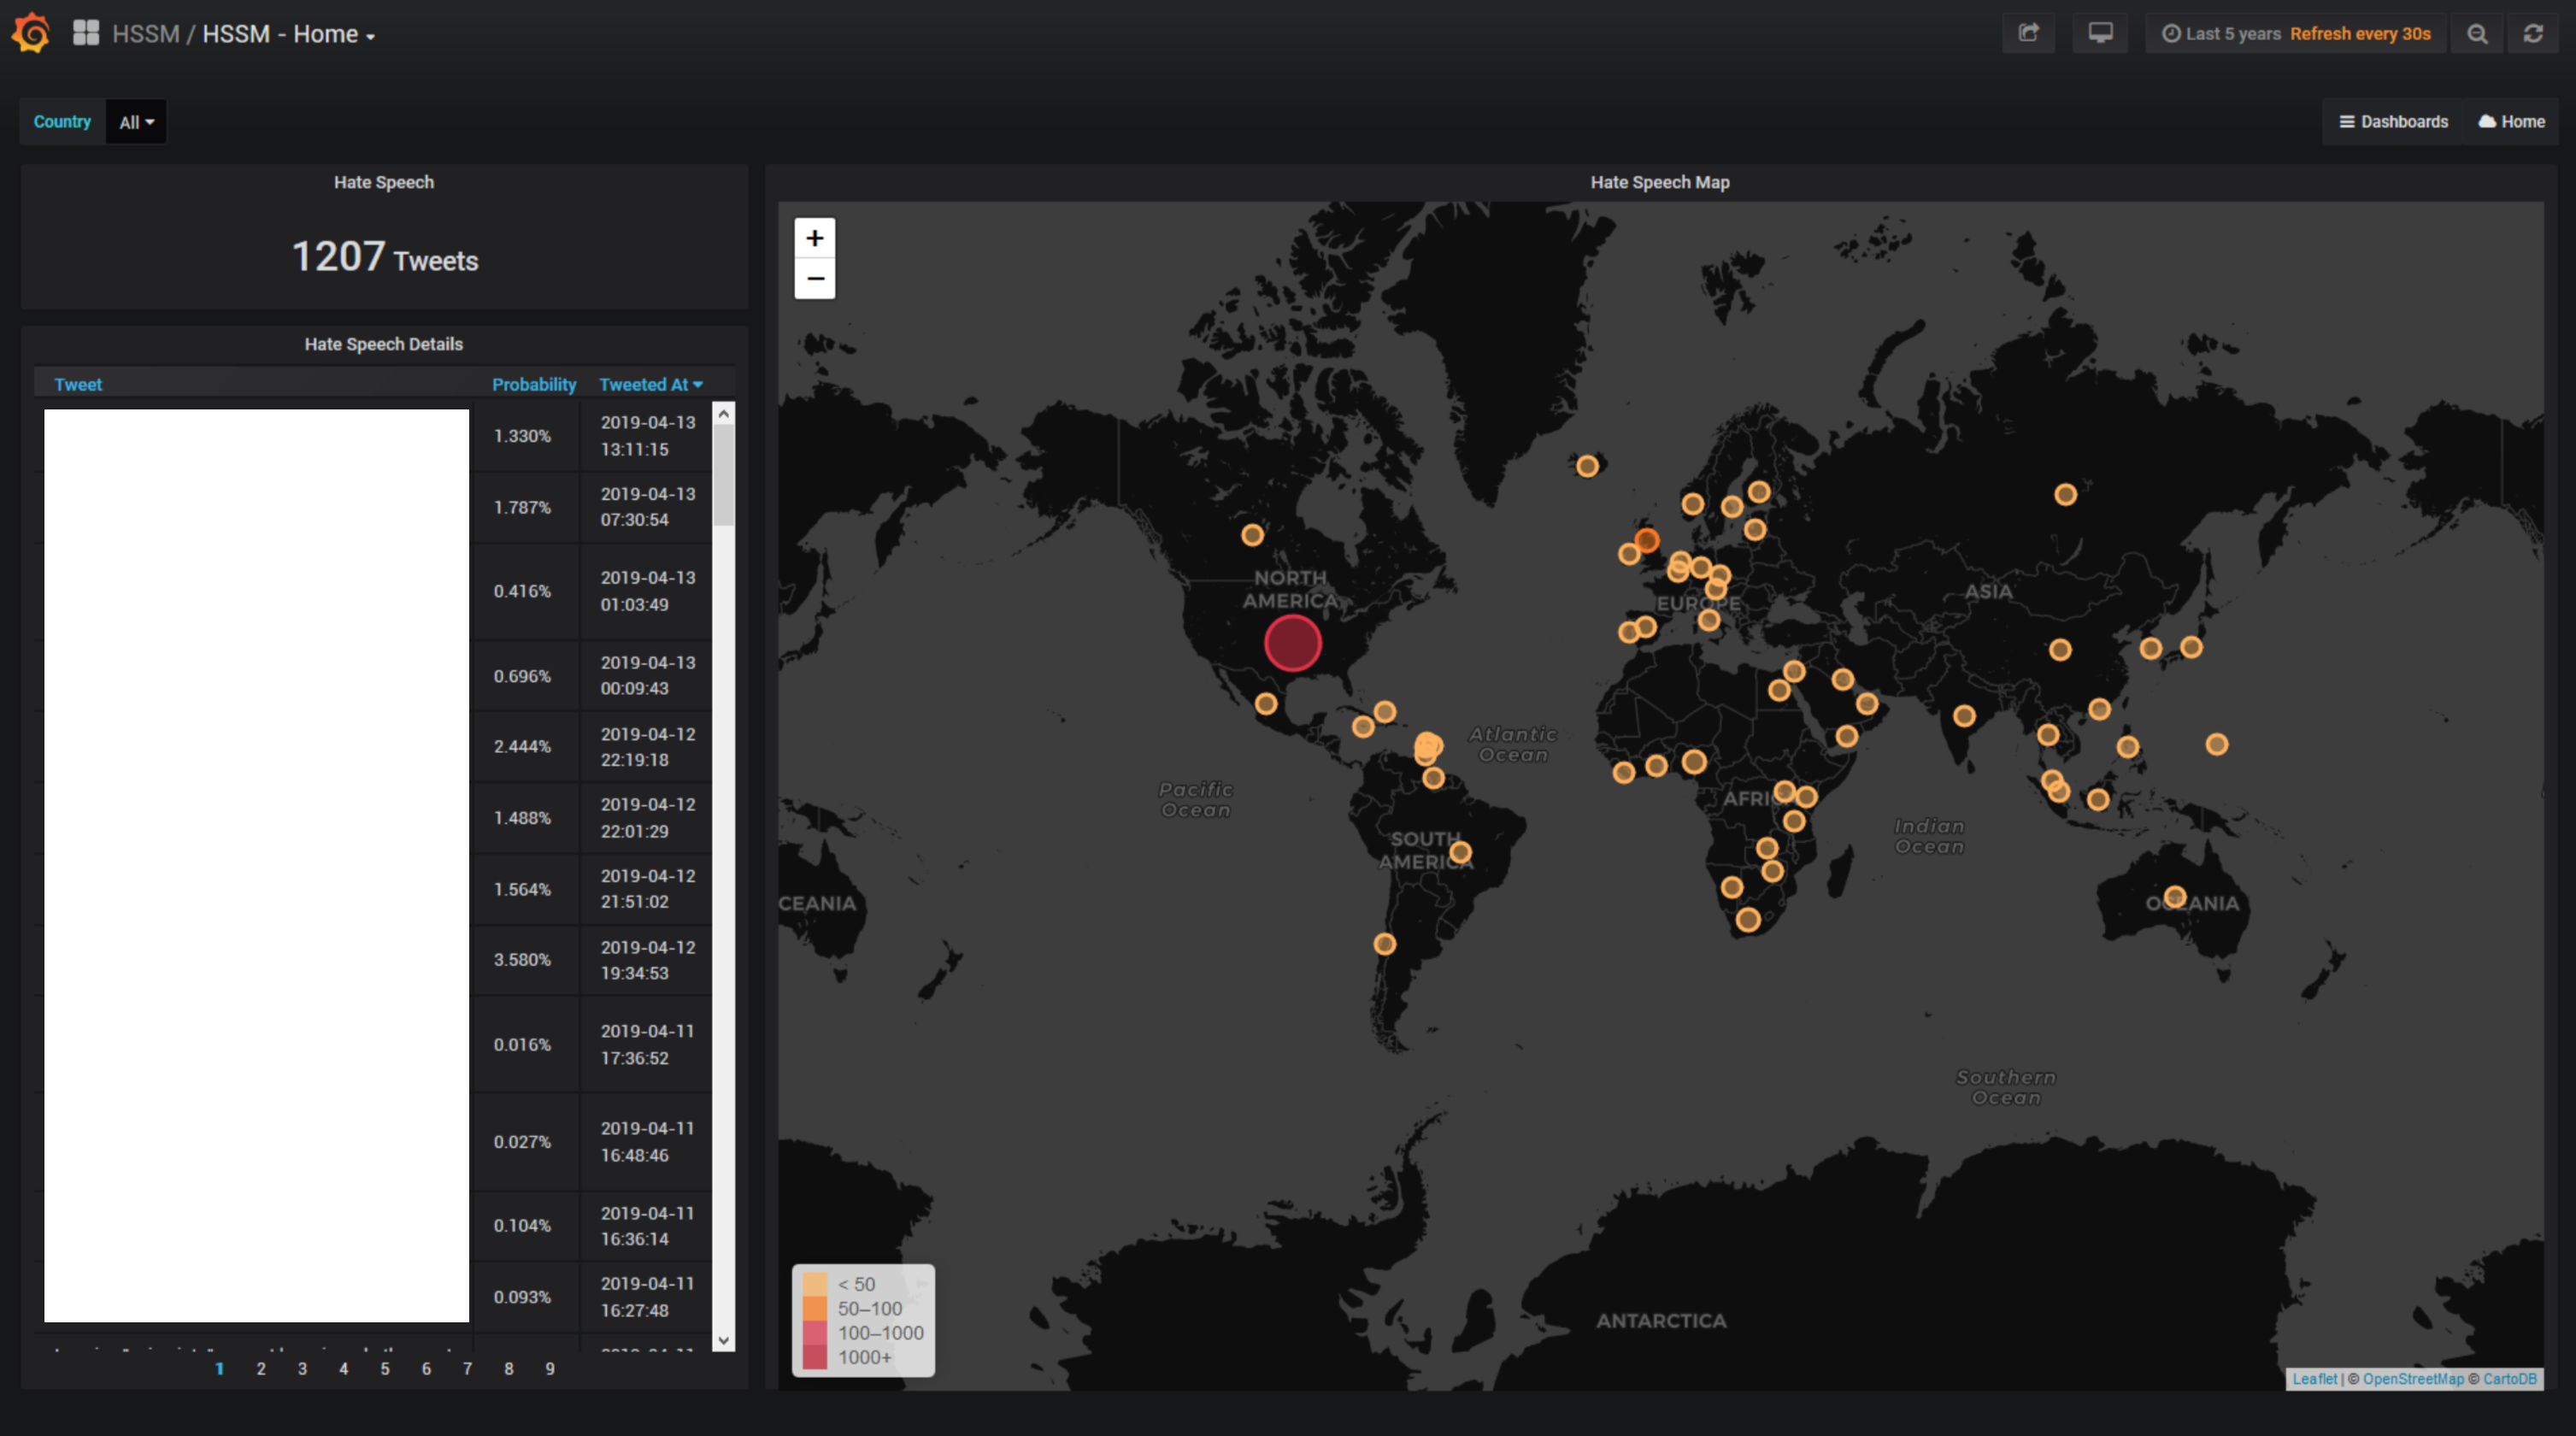 HSSM / HSSM - Home
Last 5 years Refresh every 30s
Country All
Dashboards Home
Hate Speech
1207 Tweets
Hate Speech Details
Tweet Probability Tweeted At
1.330% 2019-04-13
13:11:15
1.787% 2019-04-13
07:30:54
0.416% 2019-04-13
01:03:49
0.696% 2019-04-13
00:09:43
2.444% 2019-04-12
22:19:18
1.488% 2019-04-12
22:01:29
1.564% 2019-04-12
21:51:02
3.580% 2019-04-12
19:34:53
0.016% 2019-04-11
17:36:52
0.027% 2019-04-11
16:48:46
0.104% 2019-04-11
16:36:14
0.093% 2019-04-11
16:27:48
1 2 3 4 5 6 7 8 9
Hate Speech Map
+
−
NORTH
AMERICA
EUROPE
ASIA
Atlantic
Ocean
Pacific
Ocean
AFRIC
SOUTH
AMERICA
Indian
Ocean
CEANIA
OCEANIA
Southern
Ocean
ANTARCTICA
< 50
50–100
100–1000
1000+
Leaflet | © OpenStreetMap © CartoDB